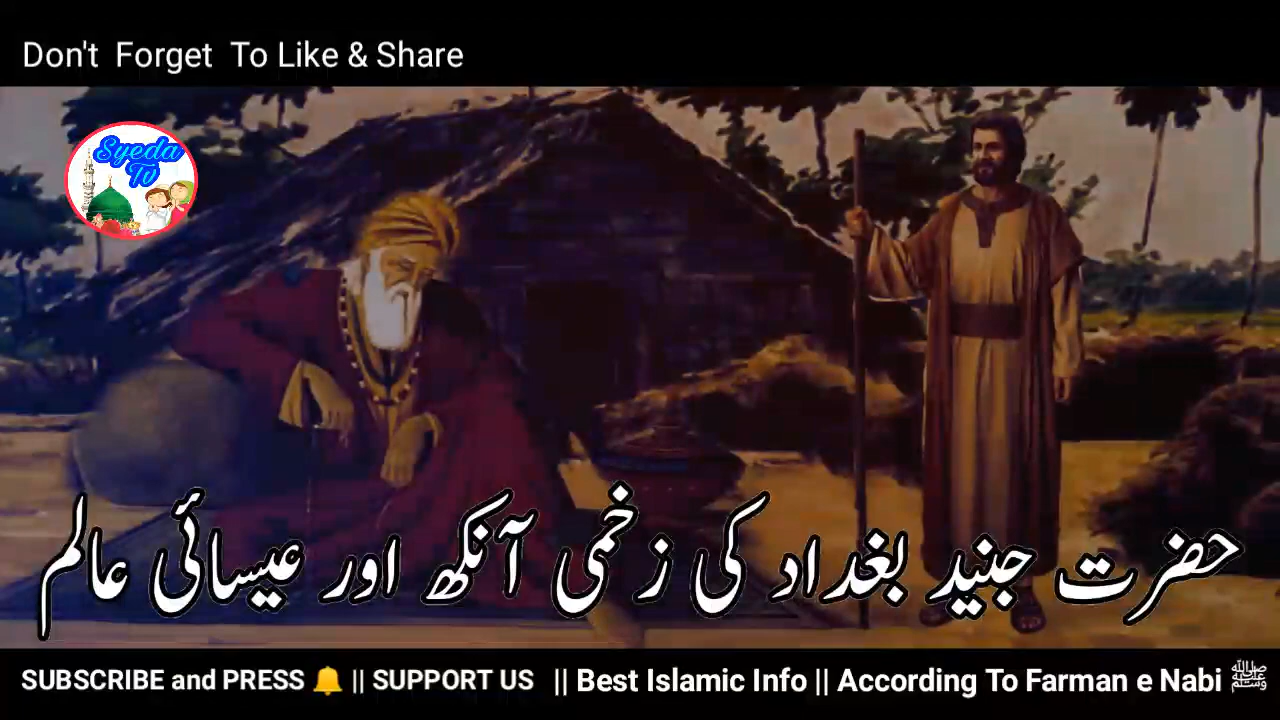 Don't Forget To Like & Share
Syeda
Tv
حضرت جنید بغداد کی زخمی آنکھ اور عیسائی عالم
SUBSCRIBE and PRESS 🔔 || SUPPORT US || Best Islamic Info || According To Farman e Nabi ﷺ